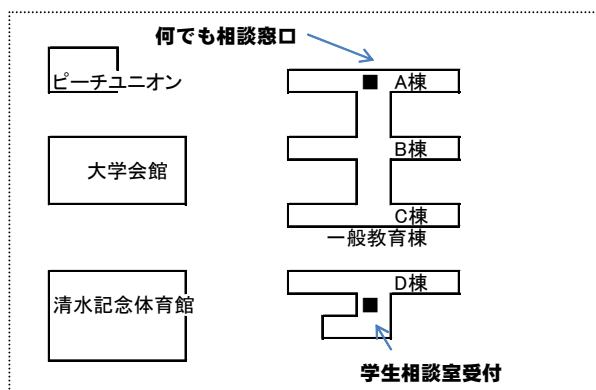 何でも相談窓口
ピーチユニオン
■ A棟
大学会館
B棟
C棟
一般教育棟
清水記念体育館
D棟
■
学生相談室受付